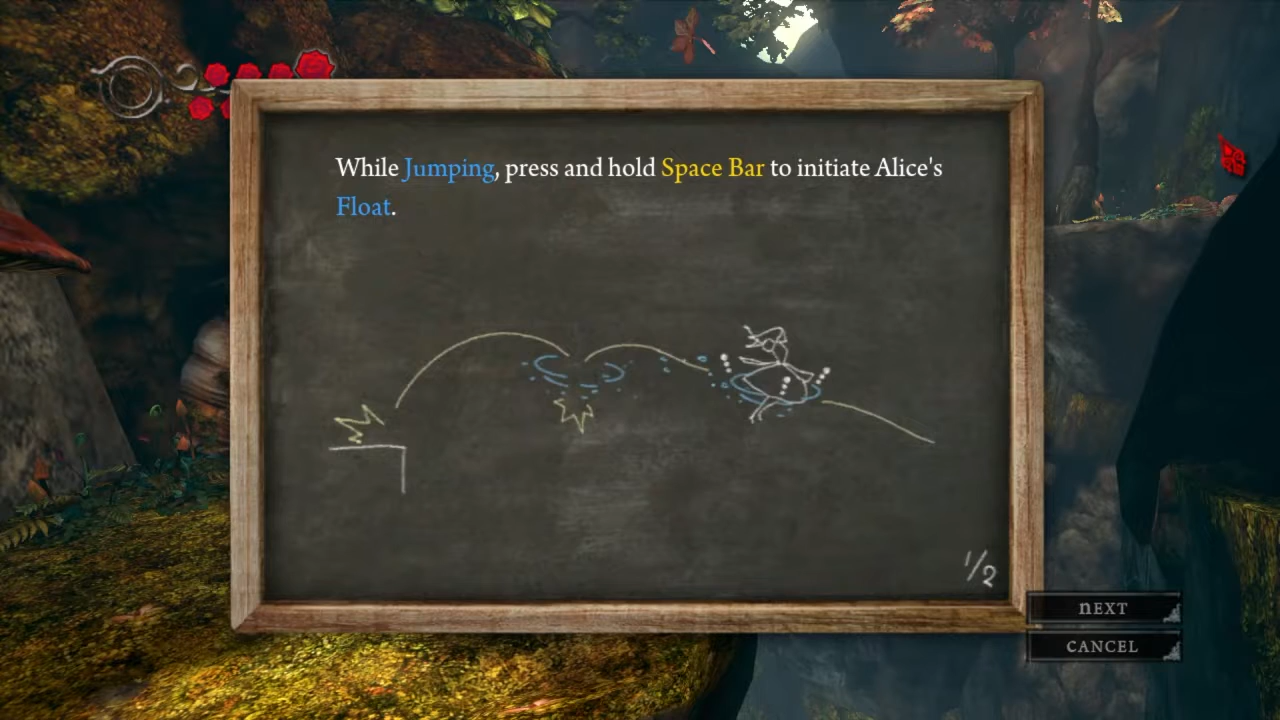 While Jumping, press and hold Space Bar to initiate Alice's
Float.
1/2
NEXT
CANCEL